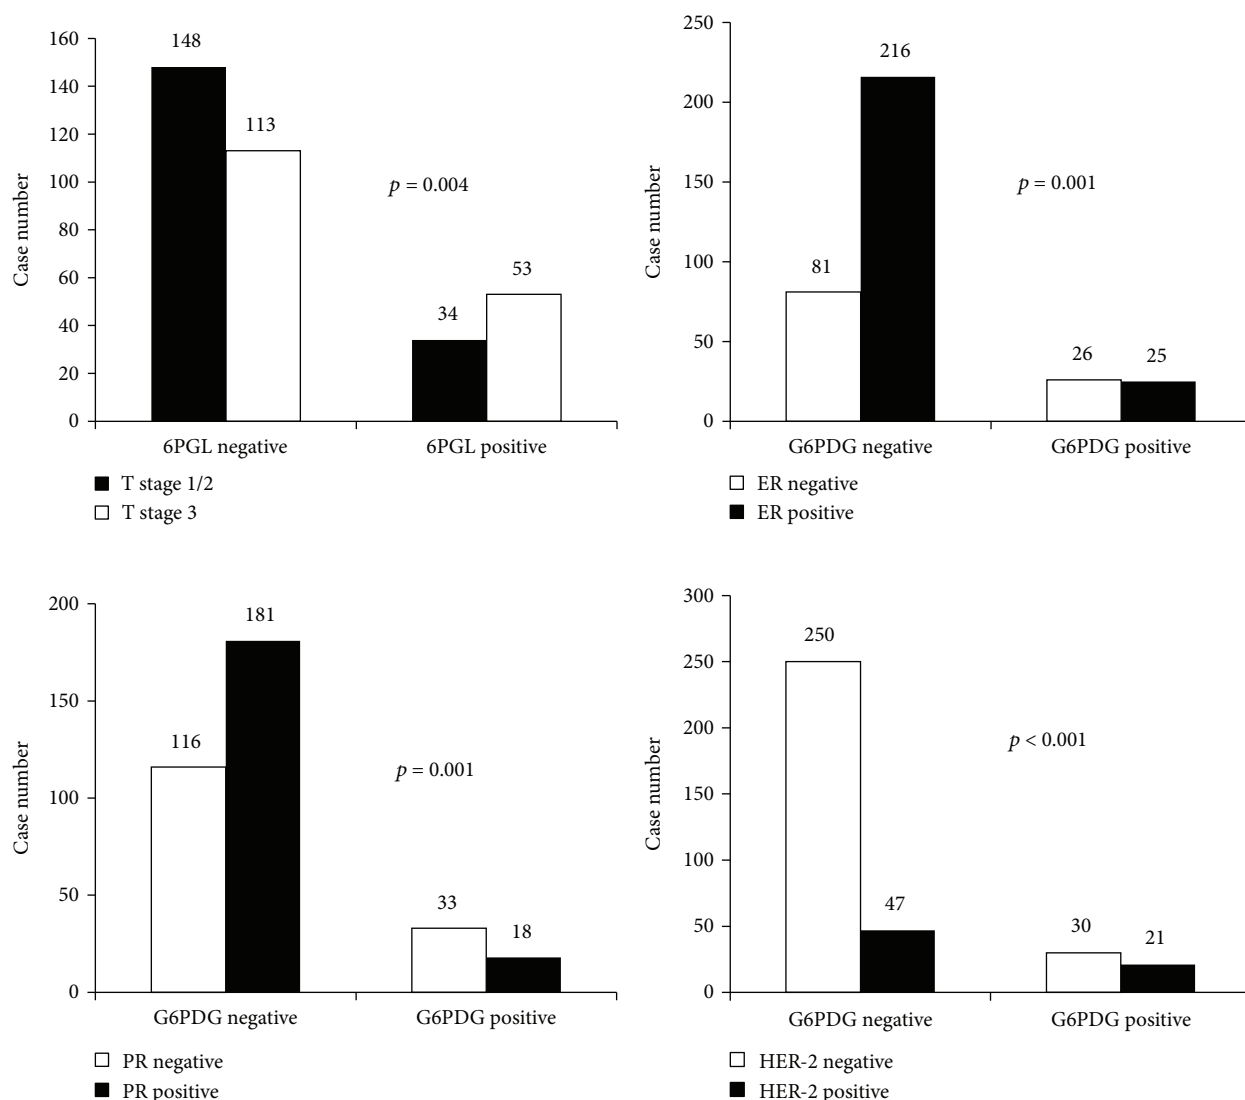 160
140
120
100
80
60
40
20
0
Case number
148
113
34
53
p = 0.004
6PGL negative
6PGL positive
T stage 1/2
T stage 3
250
200
150
100
50
0
Case number
81
216
26
25
p = 0.001
G6PDG negative
G6PDG positive
ER negative
ER positive
200
150
100
50
0
Case number
116
181
33
18
p = 0.001
G6PDG negative
G6PDG positive
PR negative
PR positive
300
250
200
150
100
50
0
Case number
250
47
30
21
p < 0.001
G6PDG negative
G6PDG positive
HER-2 negative
HER-2 positive